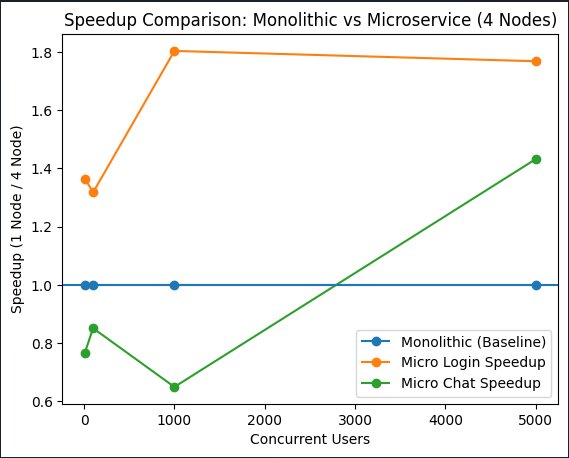 Speedup Comparison: Monolithic vs Microservice (4 Nodes)
Speedup (1 Node / 4 Node)
1.8
1.6
1.4
1.2
1.0
0.8
0.6
Monolithic (Baseline)
Micro Login Speedup
Micro Chat Speedup
0 1000 2000 3000 4000 5000
Concurrent Users